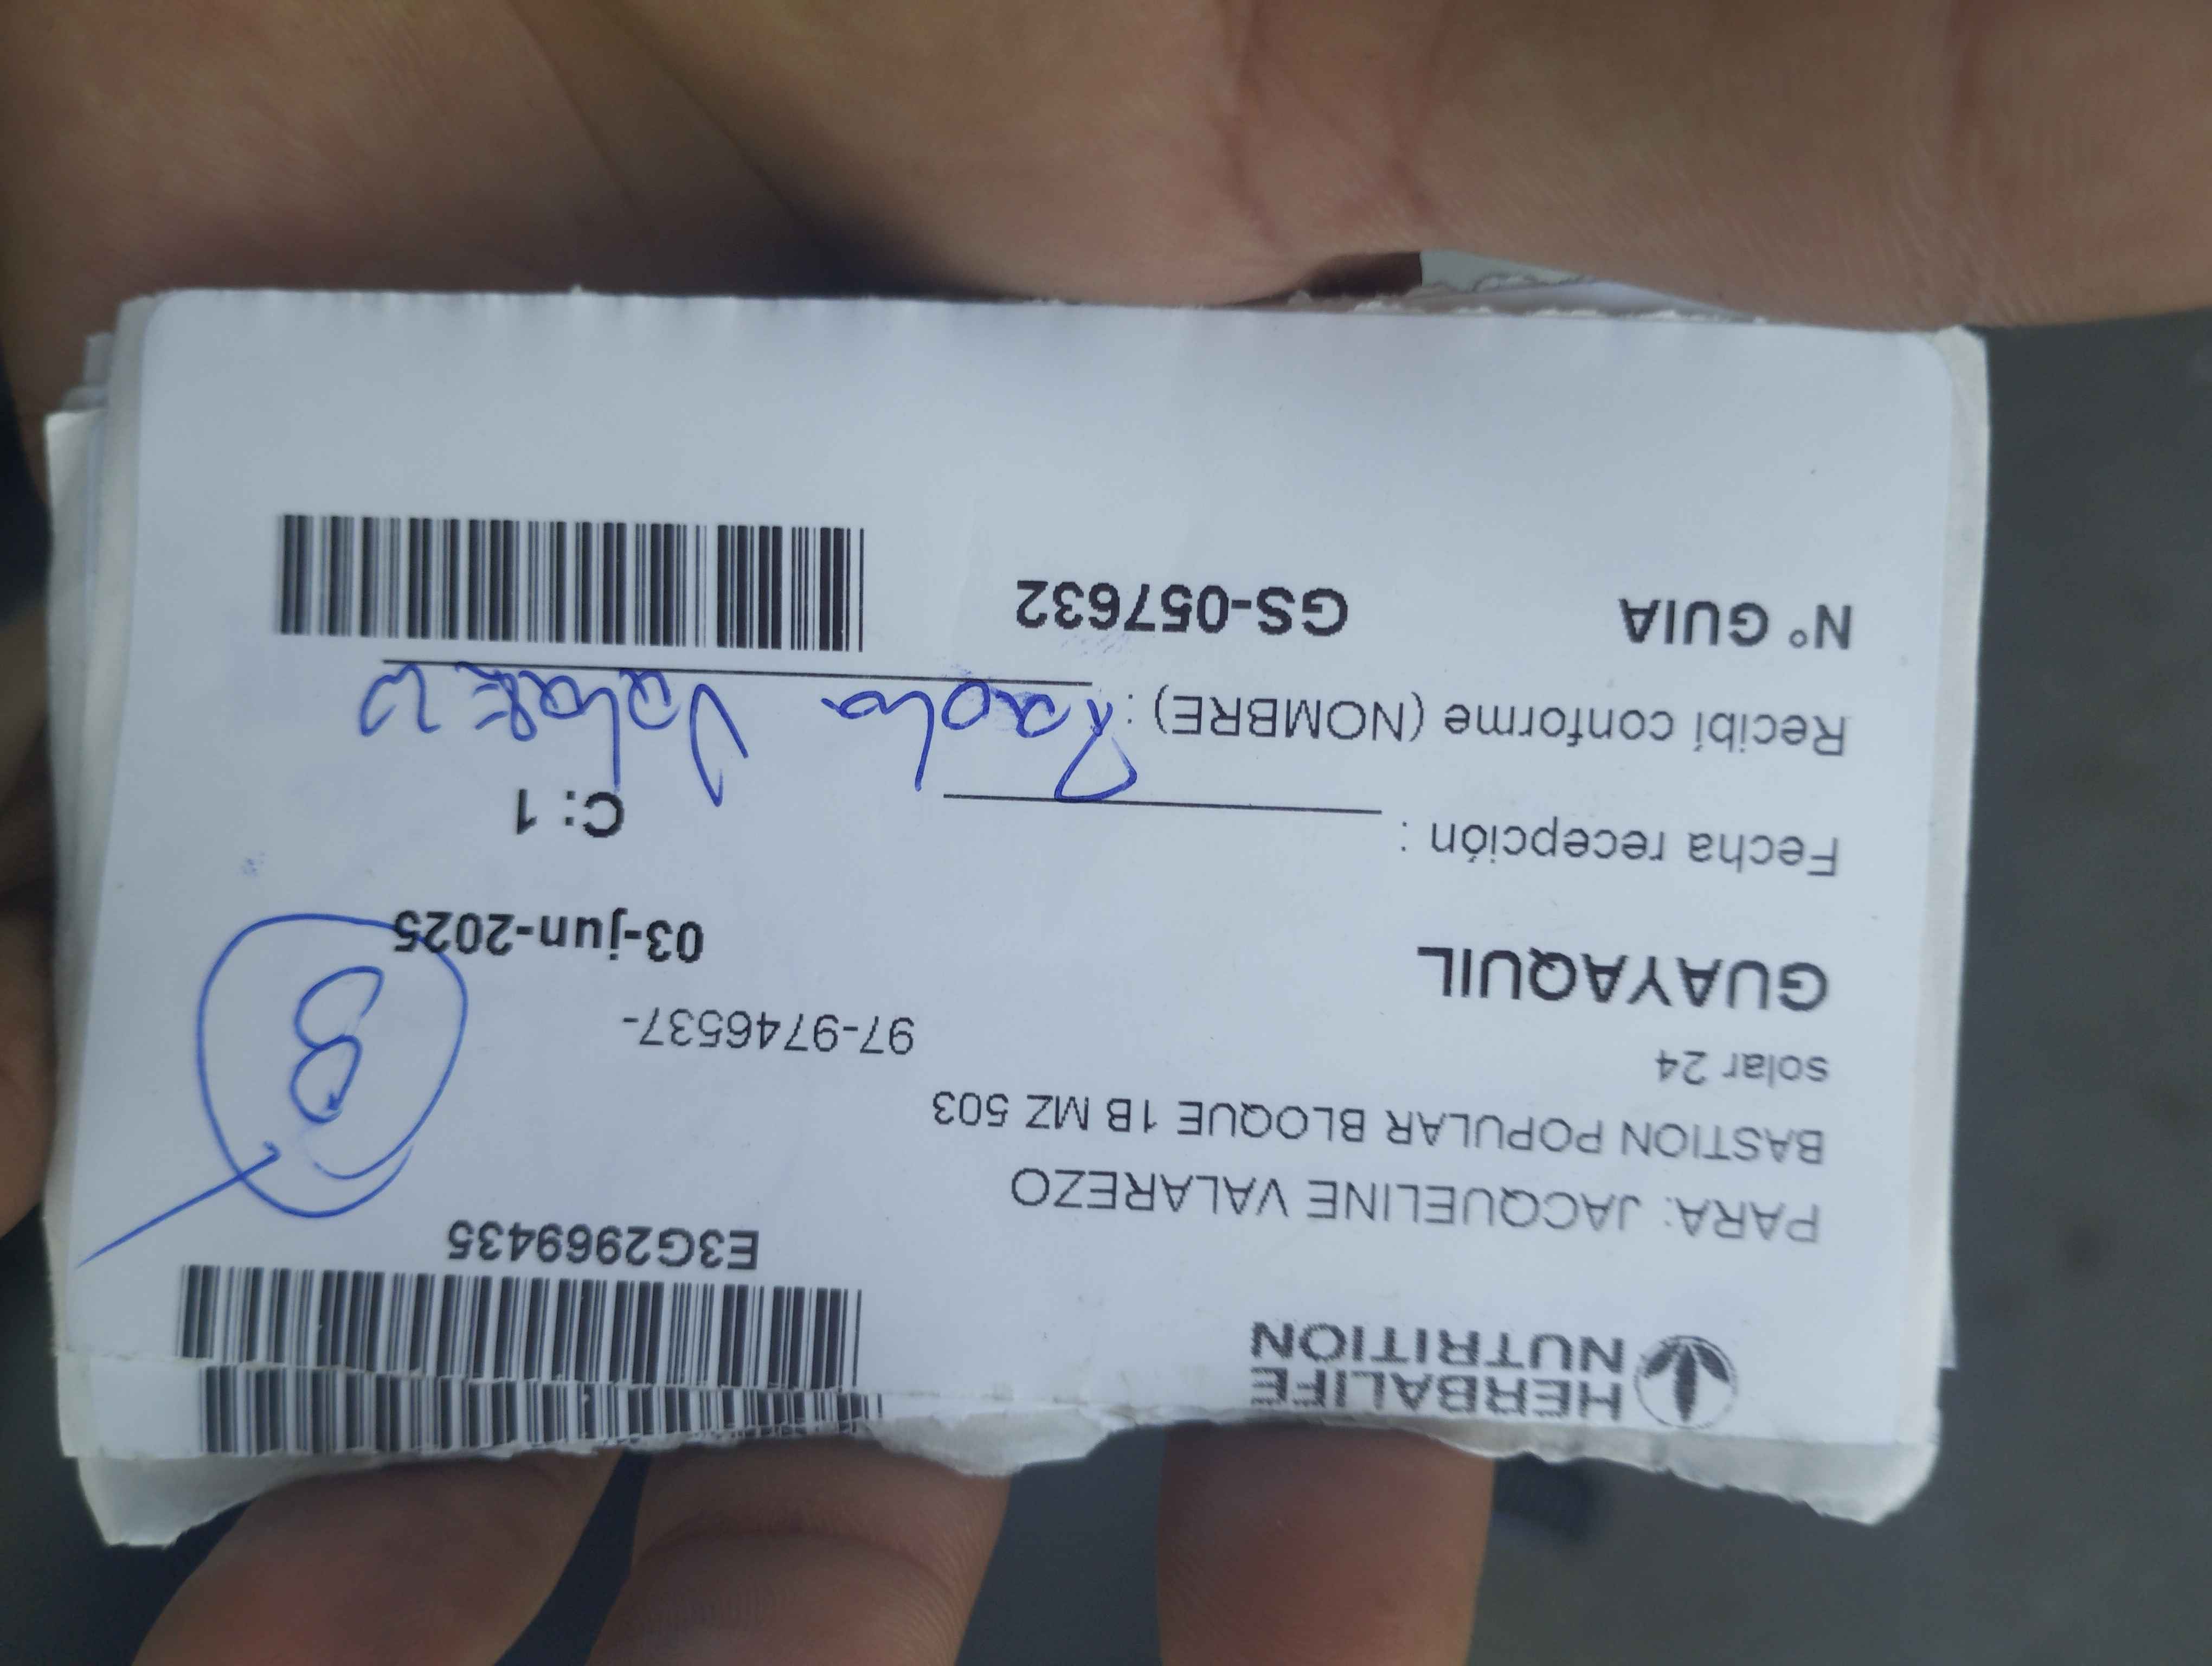 HERBALIFE
NUTRITION
E3G2969435
PARA: JACQUELINE VALAREZO
BASTION POPULAR BLOQUE 1B MZ 503
solar 24
97-9746537-
8
GUAYAQUIL
03-jun-2025
Fecha recepción :
C: 1
Recibí conforme (NOMBRE) : Paola
N° GUIA GS-057632